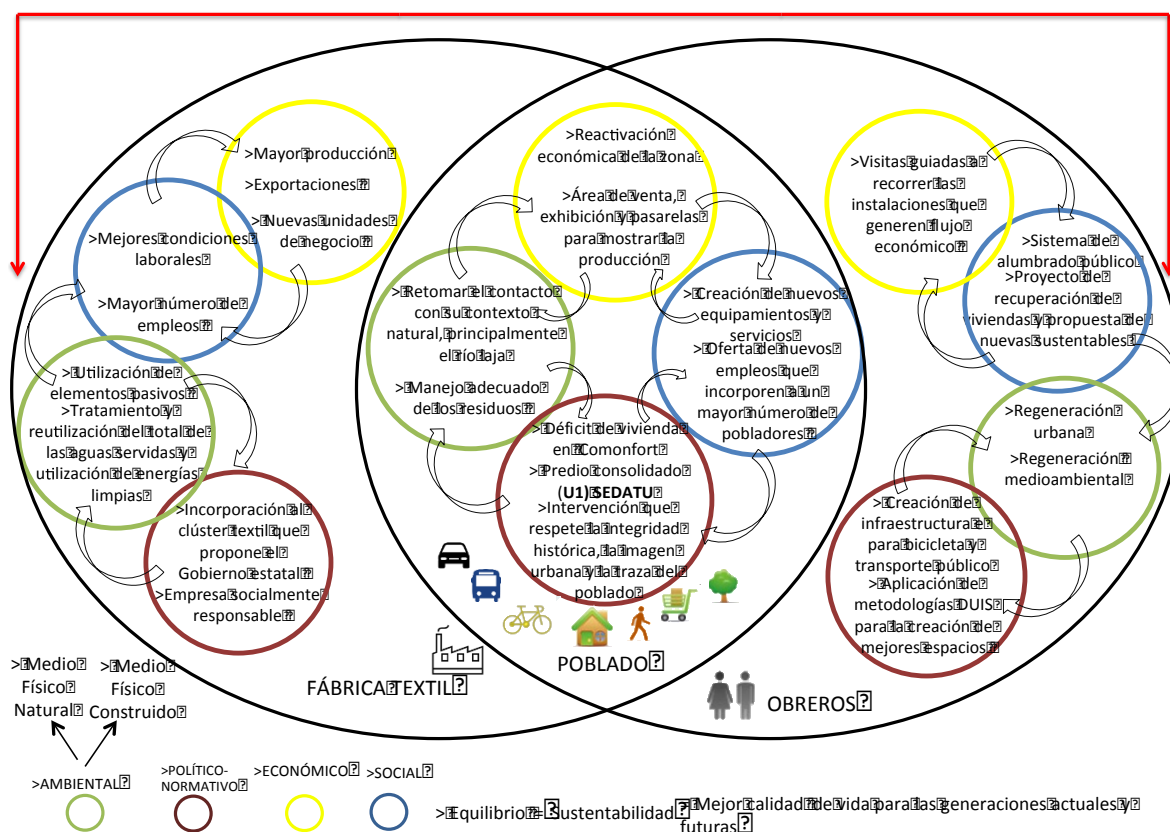 >Mayor producción
>Exportaciones
>Nuevas unidades
de negocio
>Mejores condiciones
laborales
>Mayor número de
empleos
> Utilización de
elementos pasivos
>Tratamiento y
reutilización del total de
las aguas servidas y
utilización de energías
limpias
>Incorporación al
clúster textil que
propone el
Gobierno estatal
>Empresa socialmente
responsable
FÁBRICA TEXTIL
>Reactivación
económica de la zona
>Área de venta,
exhibición y pasarelas
para mostrar la
producción
> Retomar el contacto
con su contexto
natural, principalmente
el río laja
> Manejo adecuado
de los residuos
> Creación de nuevos
equipamientos y
servicios
> Oferta de nuevos
empleos que
incorporen a un
mayor número de
pobladores
> Déficit de vivienda
en Comonfort
> Predio consolidado
(U1) SEDATU
> Intervención que
respete la integridad
histórica, la imagen
urbana y la traza del
poblado
POBLADO
>Visitas guiadas a
recorrer las
instalaciones que
generen flujo
económico
> Sistema de
alumbrado público
> Proyecto de
recuperación de
viviendas y propuesta de
nuevas sustentables
>Regeneración
urbana
>Regeneración
medioambiental
>Creación de
infraestructura
para bicicleta y
transporte público
> Aplicación de
metodologías DUIS
para la creación de
mejores espacios
OBREROS
> Medio
Físico
Natural
> Medio
Físico
Construido
>AMBIENTAL
>POLÍTICO-
NORMATIVO
>ECONÓMICO
>SOCIAL
> Equilibrio = Sustentabilidad
Mejor calidad de vida para las generaciones actuales y
futuras